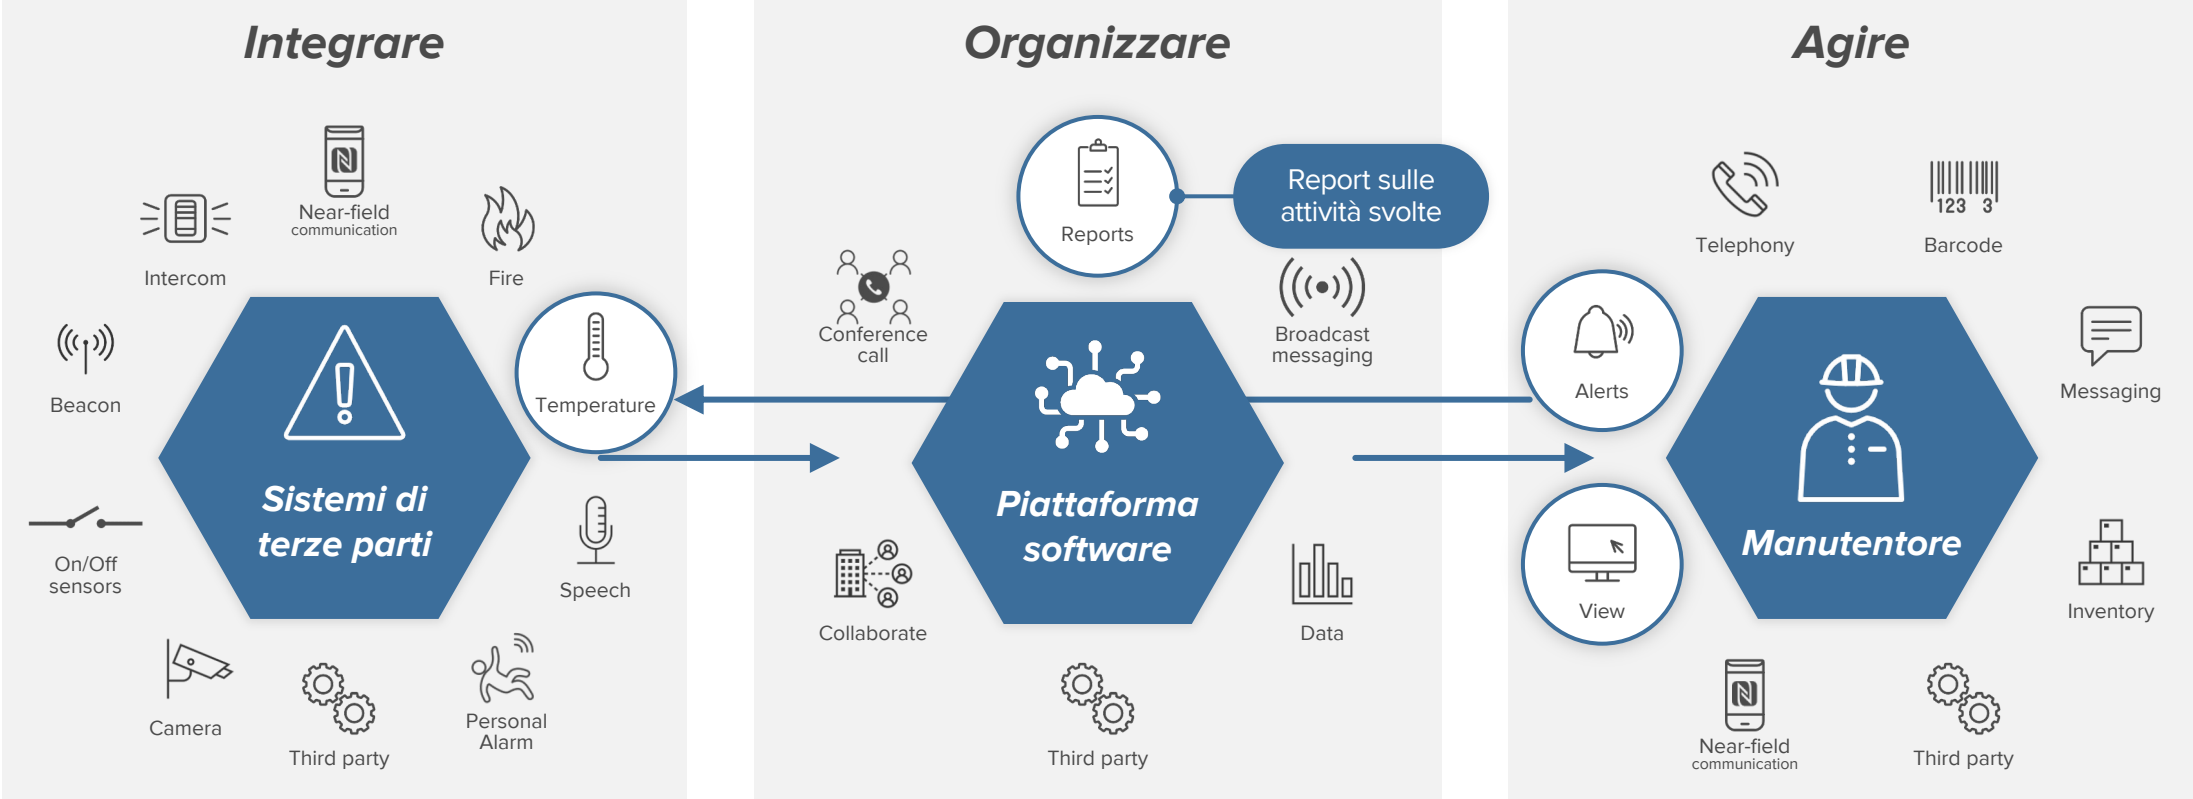 Integrare
Near-field
communication
Intercom
Fire
Beacon
Temperature
Sistemi di
terze parti
On/Off
sensors
Speech
Camera
Third party
Personal
Alarm
Organizzare
Reports
Report sulle
attività svolte
Conference
call
Broadcast
messaging
Piattaforma
software
Collaborate
Data
Third party
Agire
Telephony
123 3
Barcode
Alerts
Messaging
Manutentore
View
Inventory
Near-field
communication
Third party